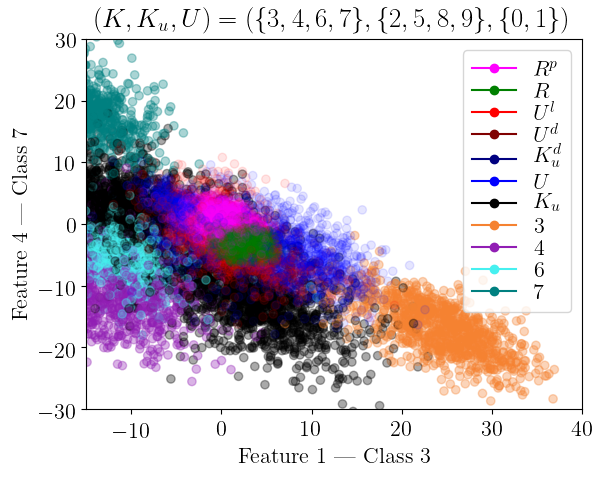 (K, K_u, U) = ({3, 4, 6, 7}, {2, 5, 8, 9}, {0, 1})
30
20
10
0
−10
−20
−30
Feature 4 — Class 7
R^p
R
U^l
U^d
K_u^d
U
K_u
3
4
6
7
−10
0
10
20
30
40
Feature 1 — Class 3